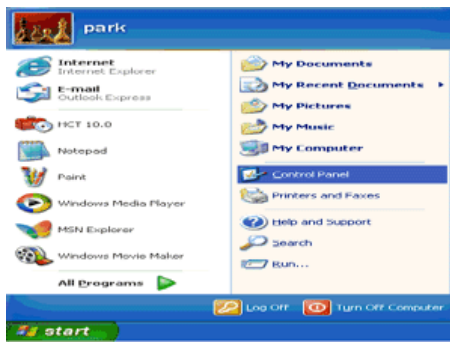 park
Internet
Internet Explorer
E-mail
Outlook Express
HCT 10.0
Notepad
Paint
Windows Media Player
MSN Explorer
Windows Movie Maker
All Programs
My Documents
My Recent Documents
My Pictures
My Music
My Computer
Control Panel
Printers and Faxes
Help and Support
Search
Run...
Log Off
Turn Off Computer
start